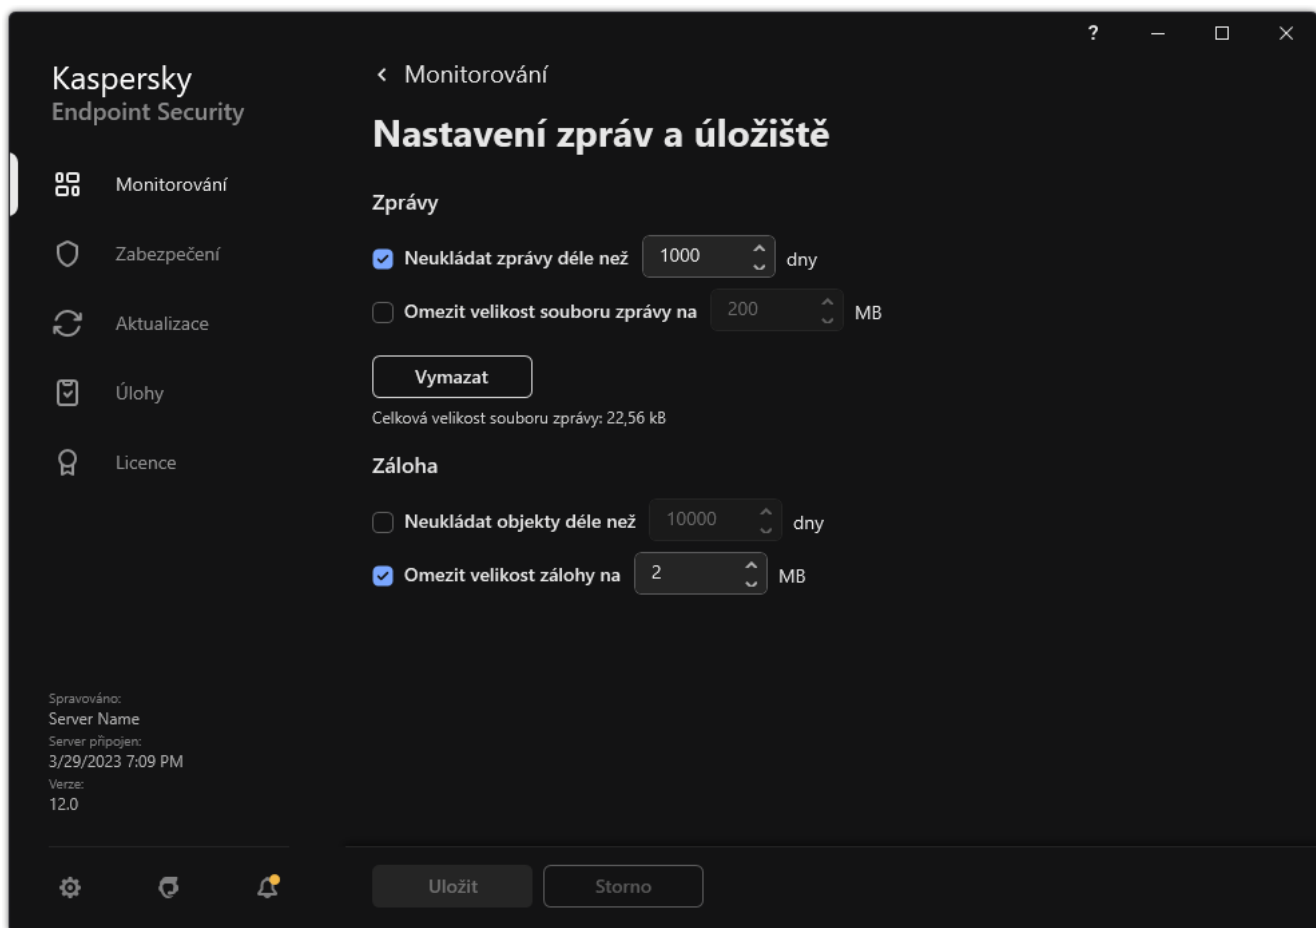 ?
Kaspersky
Endpoint Security
Monitorování
Zabezpečení
Aktualizace
Úlohy
Licence
Spravováno:
Server Name
Server připojen:
3/29/2023 7:09 PM
Verze:
12.0
Monitorování
Nastavení zpráv a úložiště
Zprávy
Neukládat zprávy déle než 1000 dny
Omezit velikost souboru zprávy na 200 MB
Vymazat
Celková velikost souboru zprávy: 22,56 kB
Záloha
Neukládat objekty déle než 10000 dny
Omezit velikost zálohy na 2 MB
Uložit Storno